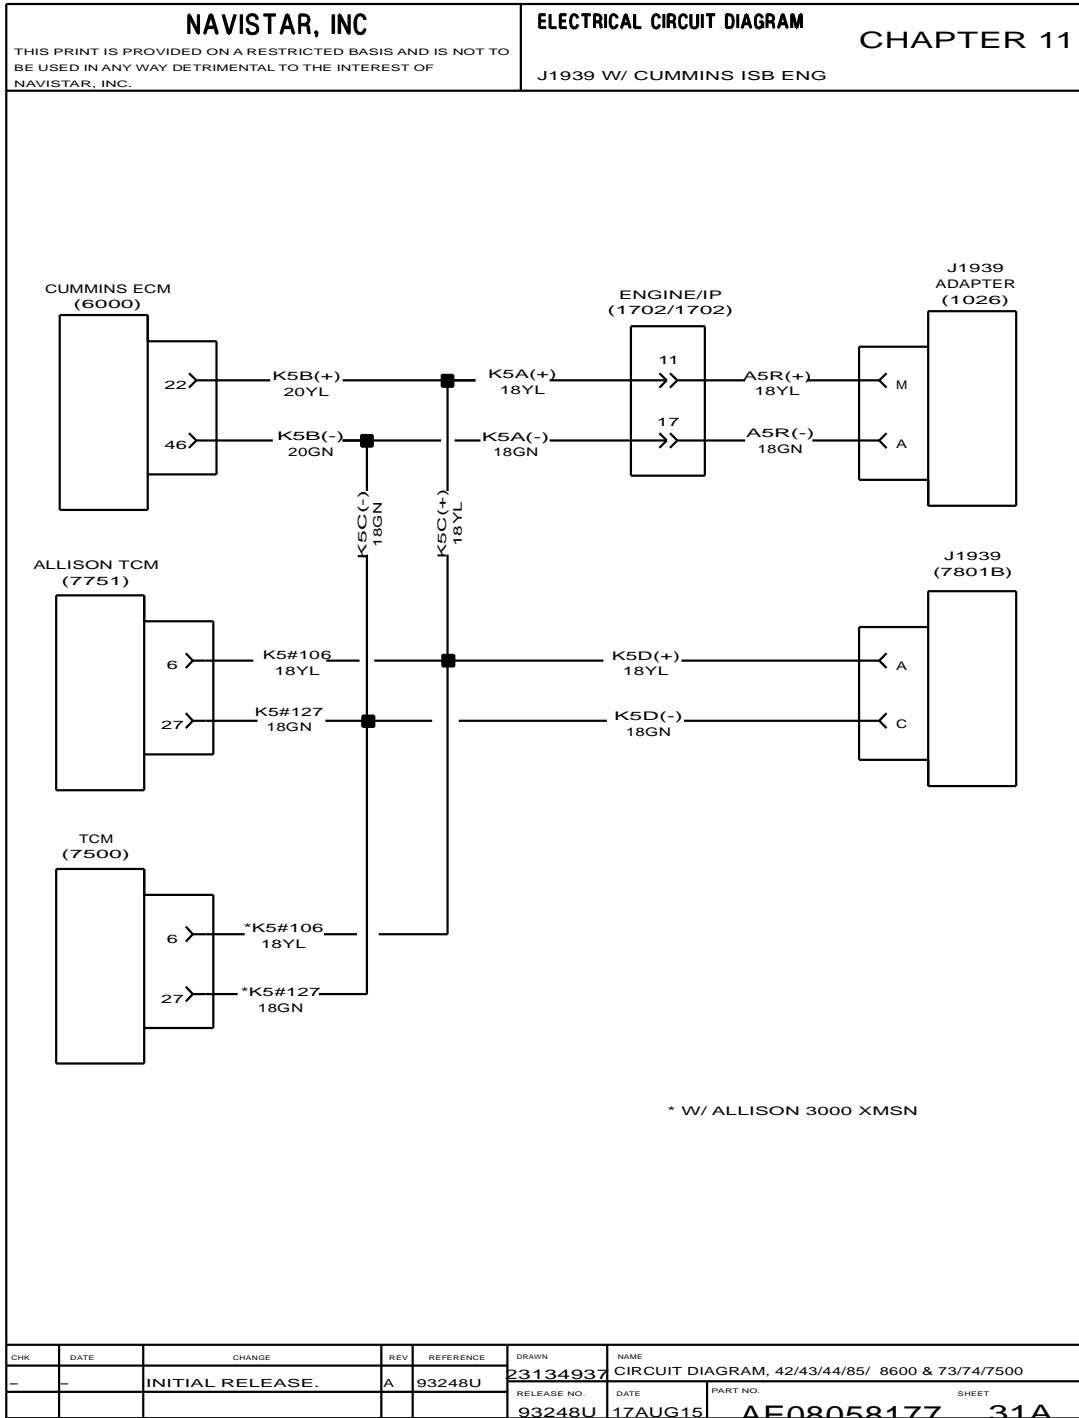 NAVISTAR, INC
THIS PRINT IS PROVIDED ON A RESTRICTED BASIS AND IS NOT TO
BE USED IN ANY WAY DETRIMENTAL TO THE INTEREST OF
NAVISTAR, INC.
ELECTRICAL CIRCUIT DIAGRAM
CHAPTER 11
J1939 W/ CUMMINS ISB ENG
CUMMINS ECM
(6000)
22
46
K5B(+)
20YL
K5B(-)
20GN
K5A(+)
18YL
K5A(-)
18GN
ENGINE/IP
(1702/1702)
11
17
A5R(+)
18YL
A5R(-)
18GN
J1939
ADAPTER
(1026)
M
A
K5C(-)
18GN
K5C(+)
18YL
ALLISON TCM
(7751)
6
27
K5#106
18YL
K5#127
18GN
K5D(+)
18YL
K5D(-)
18GN
J1939
(7801B)
A
C
TCM
(7500)
6
27
*K5#106
18YL
*K5#127
18GN
* W/ ALLISON 3000 XMSN
CHK DATE CHANGE REV REFERENCE
– – INITIAL RELEASE. A 93248U
DRAWN
23134937
NAME
CIRCUIT DIAGRAM, 42/43/44/85/ 8600 & 73/74/7500
RELEASE NO.
93248U
DATE
17AUG15
PART NO.
AE08058177
SHEET
31A